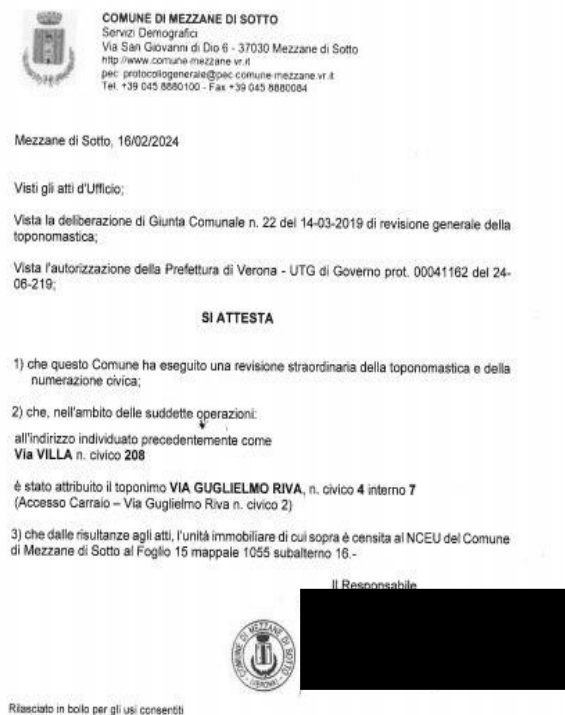 COMUNE DI MEZZANE DI SOTTO
Servizi Demografici
Via San Giovanni di Dio 6 - 37030 Mezzane di Sotto
http://www.comune.mezzane.vr.it
pec: protocollogenerale@pec.comune.mezzane.vr.it
Tel. +39 045 8880100 - Fax +39 045 8880084
Mezzane di Sotto, 16/02/2024
Visti gli atti d'Ufficio;
Vista la deliberazione di Giunta Comunale n. 22 del 14-03-2019 di revisione generale della
toponomastica;
Vista l'autorizzazione della Prefettura di Verona - UTG di Governo prot. 00041162 del 24-
06-219;
SI ATTESTA
1) che questo Comune ha eseguito una revisione straordinaria della toponomastica e della
numerazione civica;
2) che, nell'ambito delle suddette operazioni:
all'indirizzo individuato precedentemente come
Via VILLA n. civico 208
è stato attribuito il toponimo VIA GUGLIELMO RIVA, n. civico 4 interno 7
(Accesso Carraio – Via Guglielmo Riva n. civico 2)
3) che dalle risultanze agli atti, l'unità immobiliare di cui sopra è censita al NCEU del Comune
di Mezzane di Sotto al Foglio 15 mappale 1055 subalterno 16.-
Il Responsabile
COMUNE DI MEZZANE DI SOTTO
(VERONA)
Rilasciato in bollo per gli usi consentiti